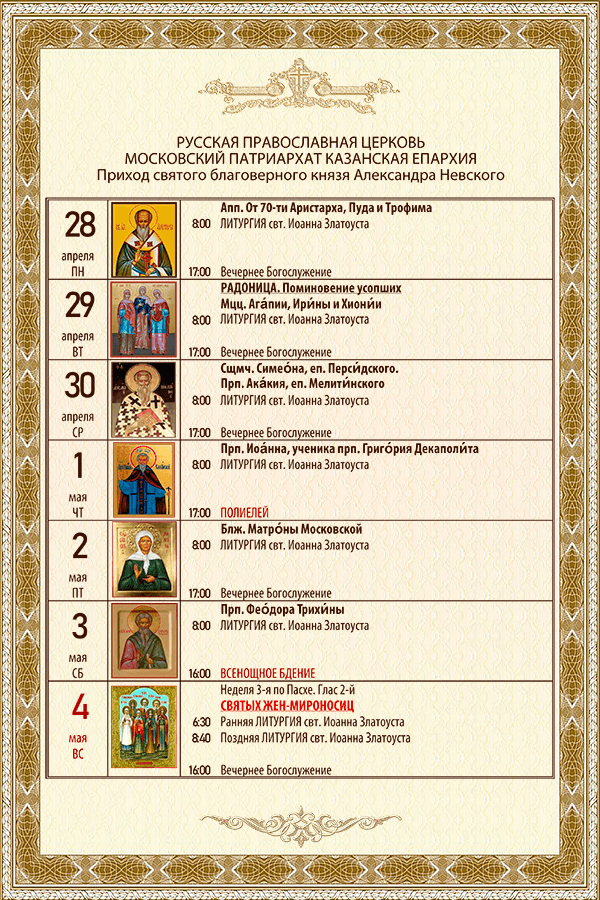 РУССКАЯ ПРАВОСЛАВНАЯ ЦЕРКОВЬ
МОСКОВСКИЙ ПАТРИАРХАТ КАЗАНСКАЯ ЕПАРХИЯ
Приход святого благоверного князя Александра Невского
28
апреля
ПН
Апп. От 70-ти Аристарха, Пуда и Трофима
8:00 ЛИТУРГИЯ свт. Иоанна Златоуста
17:00 Вечернее Богослужение
29
апреля
ВТ
РАДОНИЦА. Поминовение усопших
Мцц. Ага́пии, Ири́ны и Хиони́и
8:00 ЛИТУРГИЯ свт. Иоанна Златоуста
17:00 Вечернее Богослужение
30
апреля
СР
Сщмч. Симео́на, еп. Перси́дского.
Прп. Ака́кия, еп. Мелити́нского
8:00 ЛИТУРГИЯ свт. Иоанна Златоуста
17:00 Вечернее Богослужение
1
мая
ЧТ
Прп. Иоа́нна, ученика прп. Григо́рия Декаполи́та
8:00 ЛИТУРГИЯ свт. Иоанна Златоуста
17:00 ПОЛИЕЛЕЙ
2
мая
ПТ
Блж. Матро́ны Московской
8:00 ЛИТУРГИЯ свт. Иоанна Златоуста
17:00 Вечернее Богослужение
3
мая
СБ
Прп. Фео́дора Трихи́ны
8:00 ЛИТУРГИЯ свт. Иоанна Златоуста
16:00 ВСЕНОЩНОЕ БДЕНИЕ
4
мая
ВС
Неделя 3-я по Пасхе. Глас 2-й
СВЯТЫХ ЖЕН-МИРОНОСИЦ
6:30 Ранняя ЛИТУРГИЯ свт. Иоанна Златоуста
8:40 Поздняя ЛИТУРГИЯ свт. Иоанна Златоуста
16:00 Вечернее Богослужение